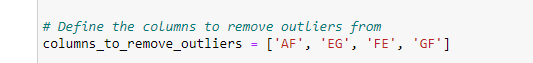 # Define the columns to remove outliers from
columns_to_remove_outliers = ['AF', 'EG', 'FE', 'GF']